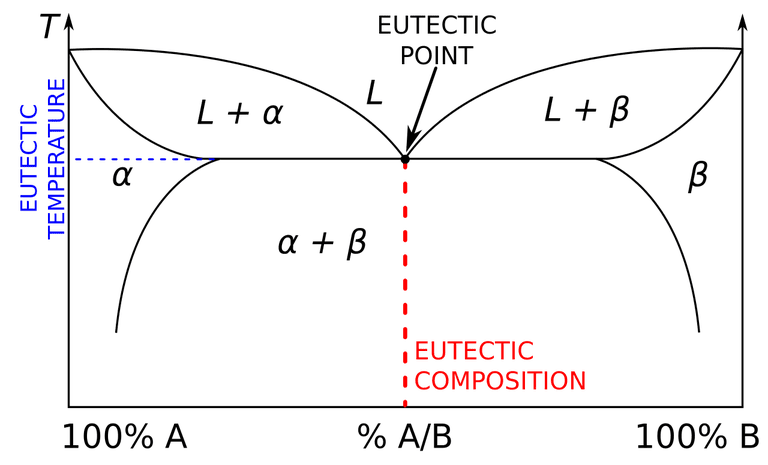 T
EUTECTIC
POINT
L
L + α
L + β
EUTECTIC
TEMPERATURE
α
β
α + β
EUTECTIC
COMPOSITION
100% A
% A/B
100% B